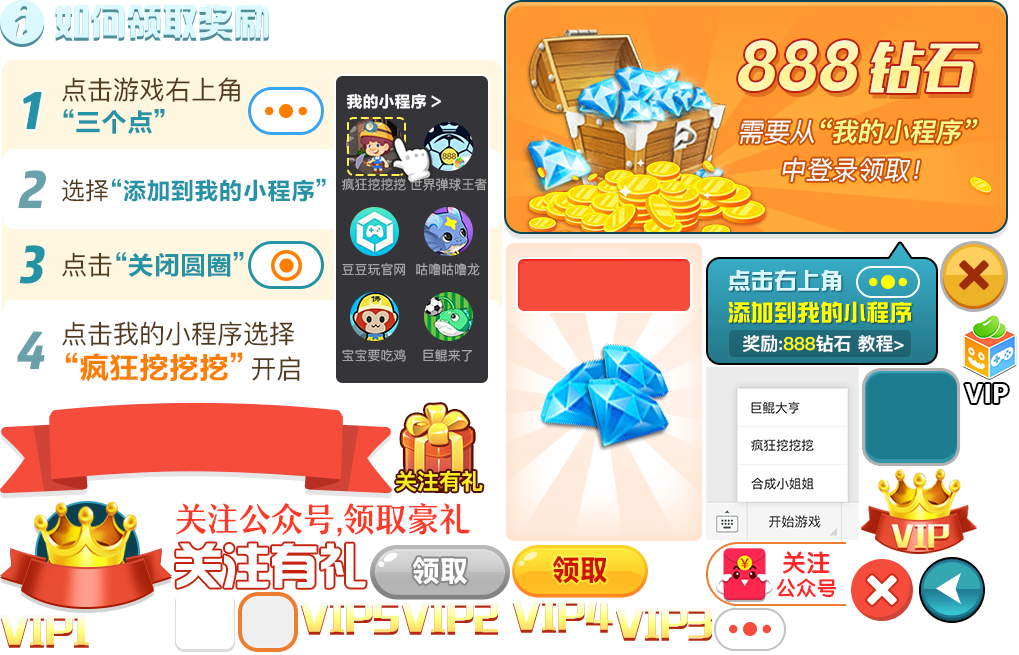 如何领取奖励
1
点击游戏右上角
“三个点”
2
选择“添加到我的小程序”
3
点击“关闭圆圈”
4
点击我的小程序选择
“疯狂挖挖挖”开启
我的小程序 >
疯狂挖挖挖
888
世界弹球王者
豆豆玩官网
咕噜咕噜龙
佛
宝宝要吃鸡
巨鲲来了
888钻石
需要从“我的小程序”
中登录领取!
点击右上角
添加到我的小程序
奖励:888钻石 教程>
VIP
巨鲲大亨
疯狂挖挖挖
合成小姐姐
开始游戏
VIP
关注有礼
关注公众号,领取豪礼
关注有礼
领取
领取
¥
关注
公众号
VIP1
VIP5
VIP2
VIP4
VIP3